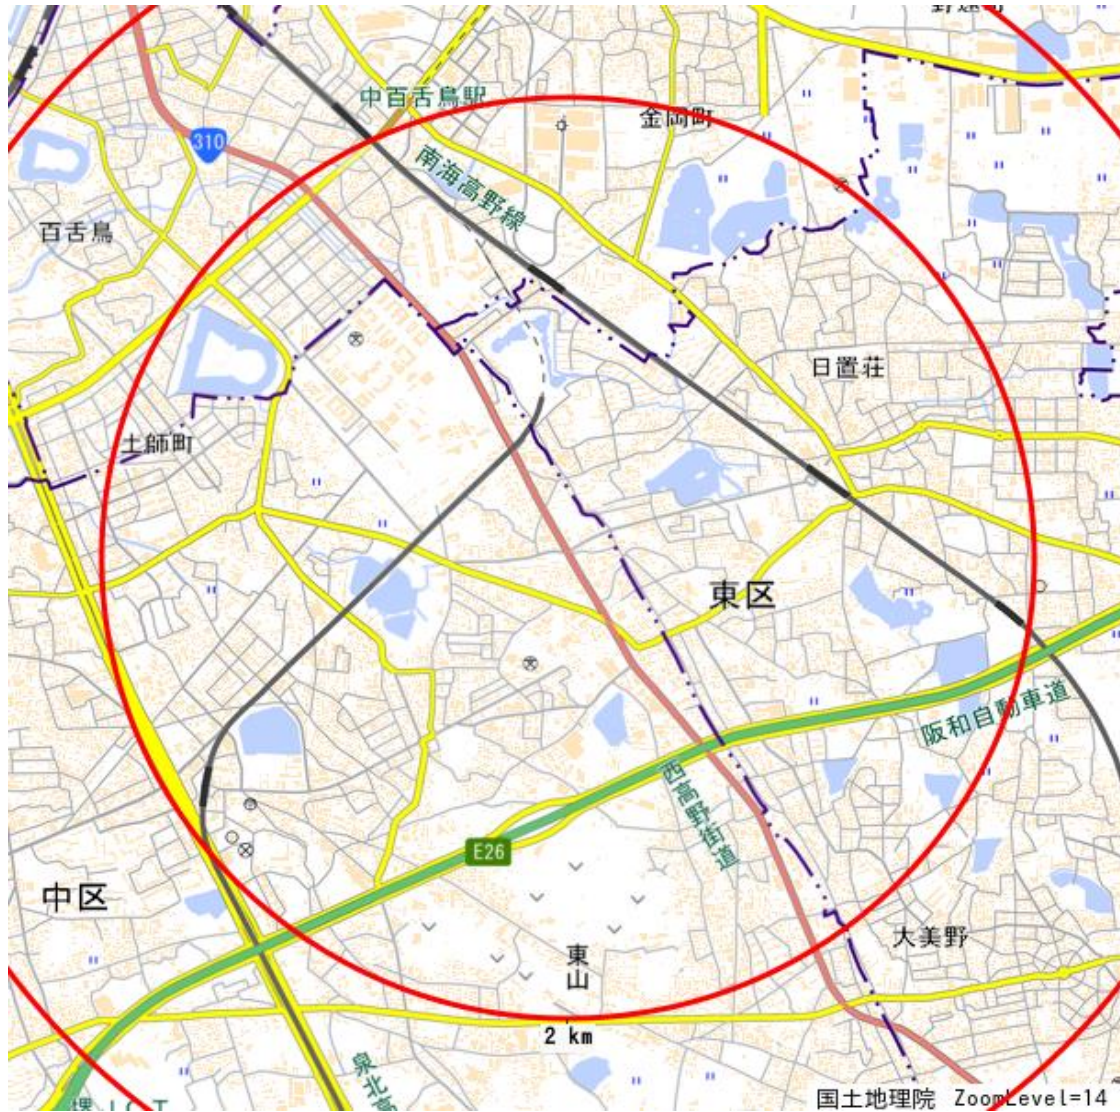 中百舌鳥駅
金岡町
310
南海高野線
百舌鳥
日置荘
土師町
東区
阪和自動車道
西高野街道
E26
中区
大美野
東山
2 km
国土地理院 ZoomLevel=14